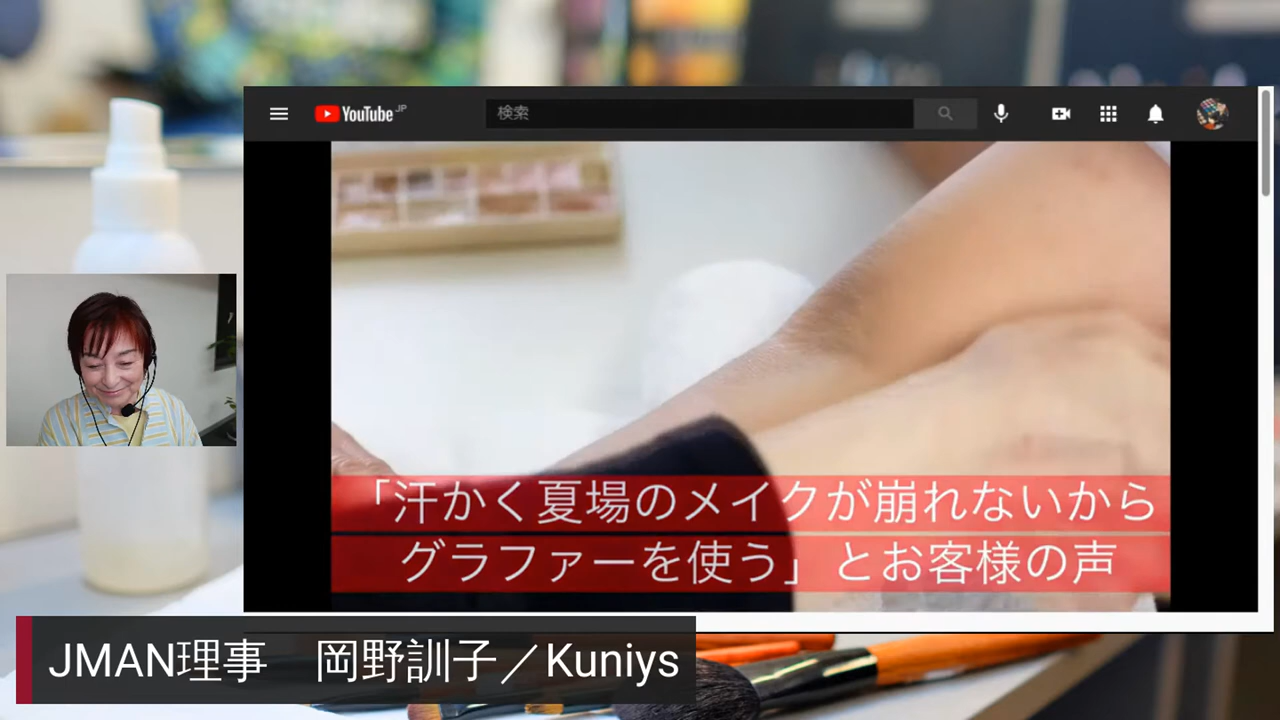 YouTube JP
検索
「汗かく夏場のメイクが崩れないから
グラファーを使う」とお客様の声
JMAN理事　岡野訓子／Kuniys